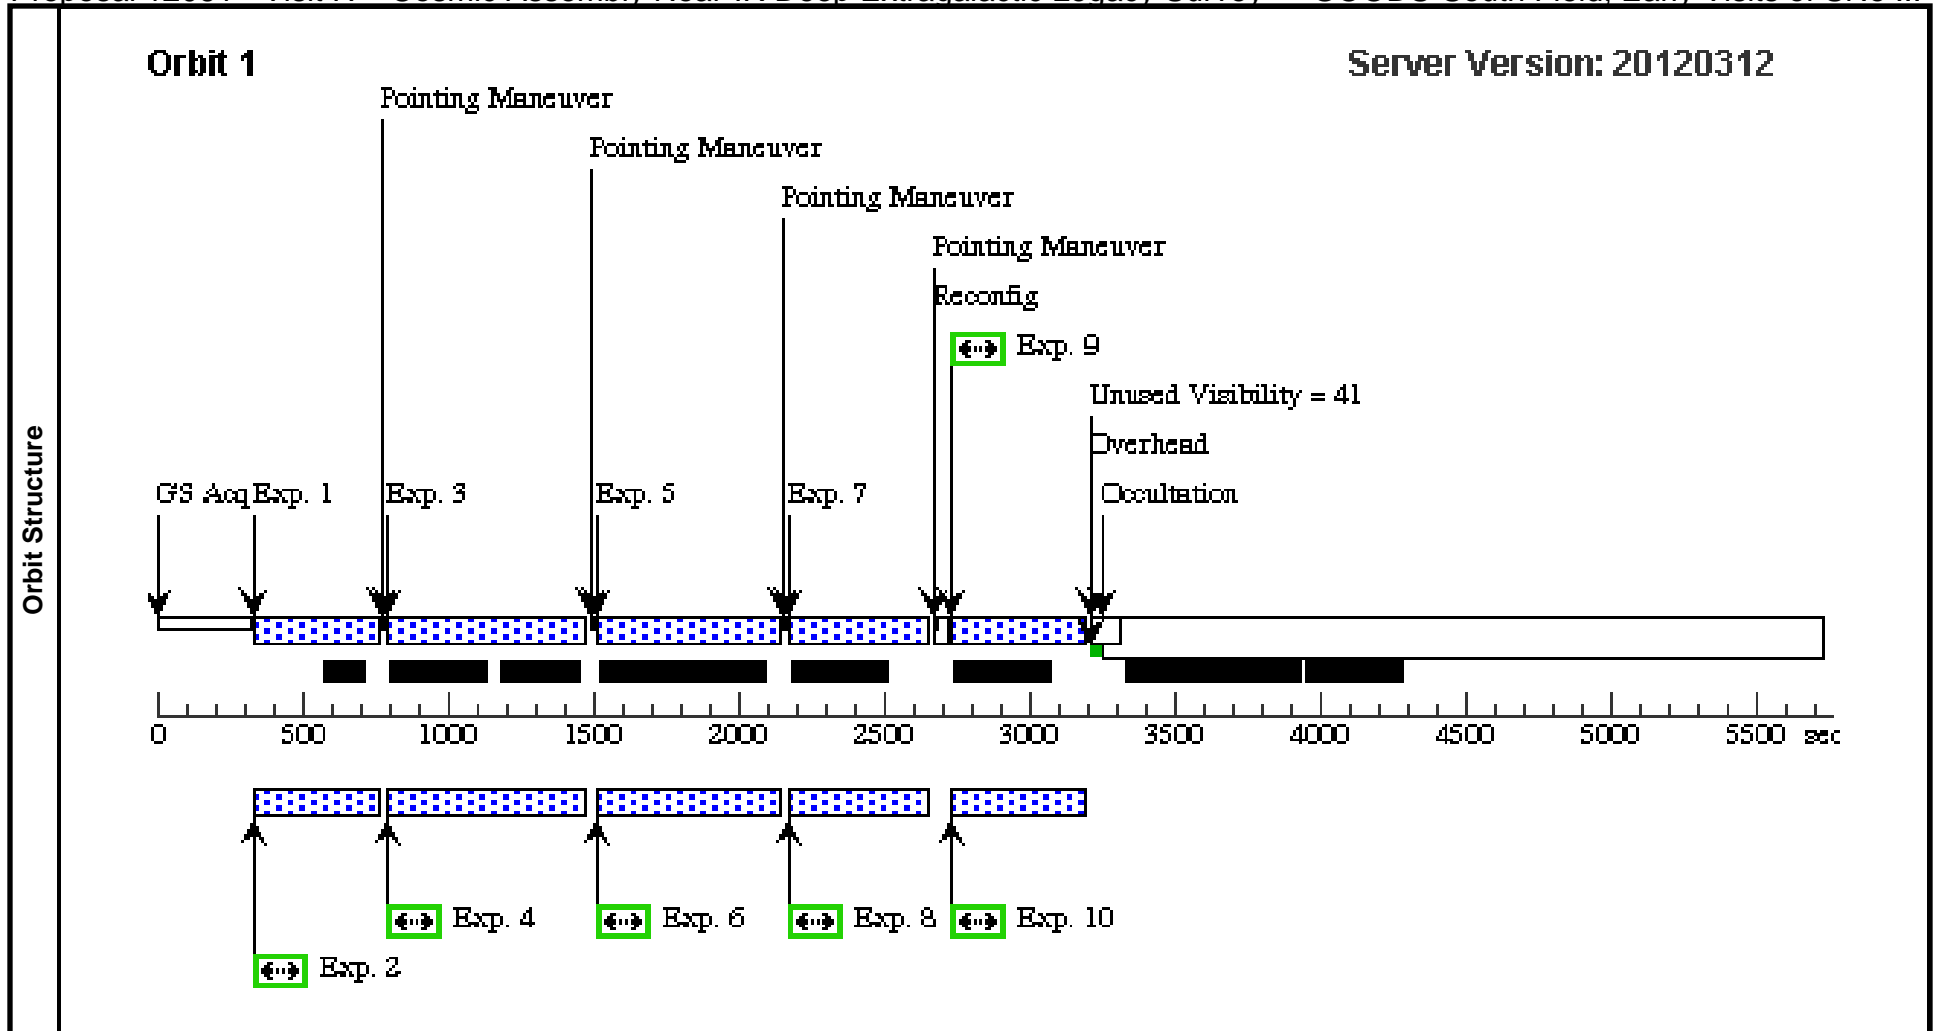 Orbit 1
Server Version: 20120312
Pointing Maneuver
Pointing Maneuver
Pointing Maneuver
Pointing Maneuver
Reconfig
Exp. 9
Unused Visibility = 41
Overhead
GS Acq Exp. 1 Exp. 3 Exp. 5 Exp. 7 Occultation
Orbit Structure
0 500 1000 1500 2000 2500 3000 3500 4000 4500 5000 5500 sec
Exp. 4 Exp. 6 Exp. 8 Exp. 10
Exp. 2